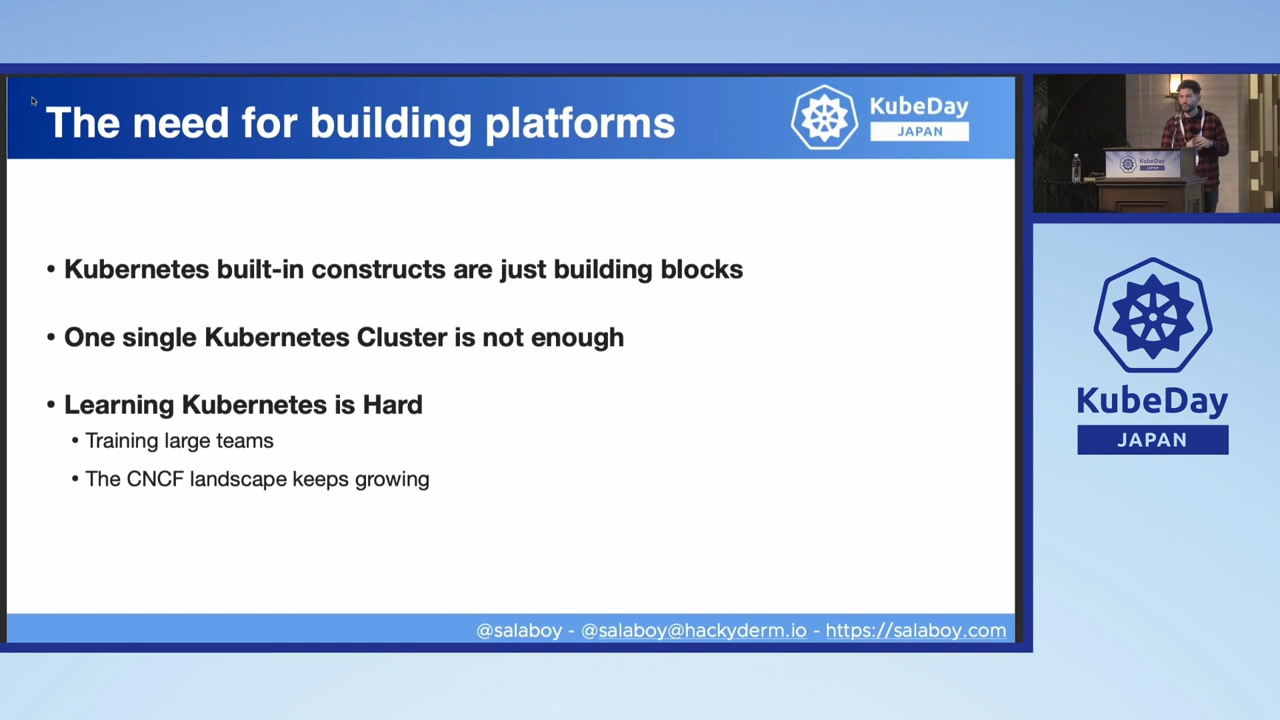 The need for building platforms
KubeDay
JAPAN
• Kubernetes built-in constructs are just building blocks
• One single Kubernetes Cluster is not enough
• Learning Kubernetes is Hard
• Training large teams
• The CNCF landscape keeps growing
@salaboy - @salaboy@hackyderm.io - https://salaboy.com
KubeDay
JAPAN
KubeDay
JAPAN